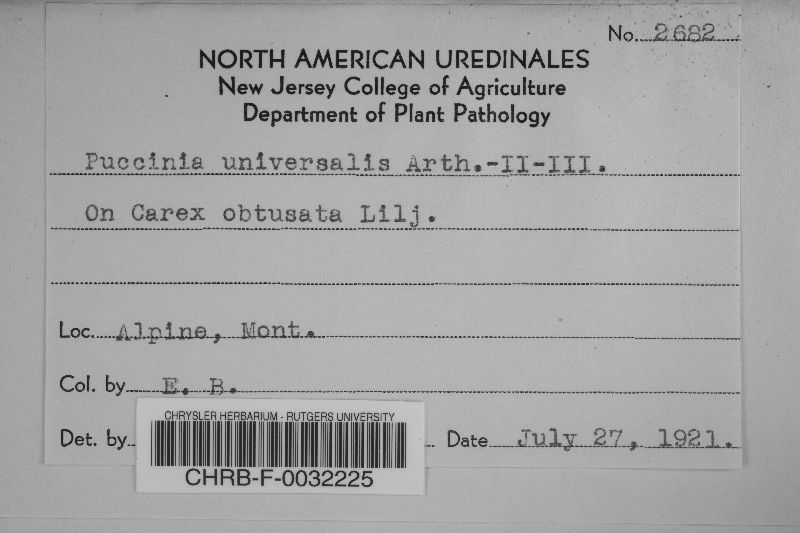 No. 2682
NORTH AMERICAN UREDINALES
New Jersey College of Agriculture
Department of Plant Pathology
Puccinia universalis Arth.-II-III.
On Carex obtusata Lilj.
Loc. Alpine, Mont.
Col. by E. B.
Det. by
Date July 27, 1921.
CHRYSLER HERBARIUM - RUTGERS UNIVERSITY
CHRB-F-0032225